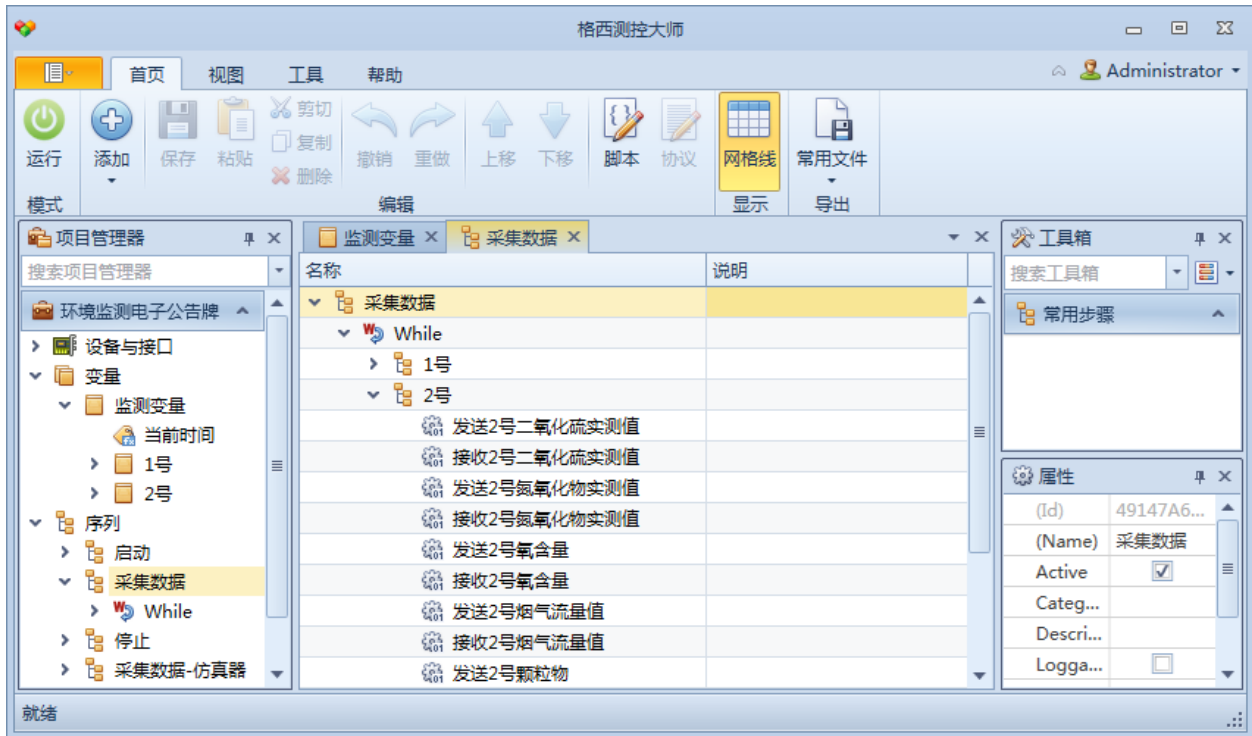 格西测控大师
首页 视图 工具 帮助 Administrator
运行 添加 保存 粘贴 剪切 复制 删除 撤销 重做 上移 下移 脚本 协议 网格线 常用文件
模式 编辑 显示 导出
项目管理器
搜索项目管理器
环境监测电子公告牌
设备与接口
变量
监测变量
当前时间
1号
2号
序列
启动
采集数据
While
停止
采集数据-仿真器
监测变量 采集数据
名称 说明
采集数据
While
1号
2号
发送2号二氧化硫实测值
接收2号二氧化硫实测值
发送2号氮氧化物实测值
接收2号氮氧化物实测值
发送2号氧含量
接收2号氧含量
发送2号烟气流量值
接收2号烟气流量值
发送2号颗粒物
工具箱
搜索工具箱
常用步骤
属性
(Id) 49147A6...
(Name) 采集数据
Active
Categ...
Descri...
Logga...
就绪